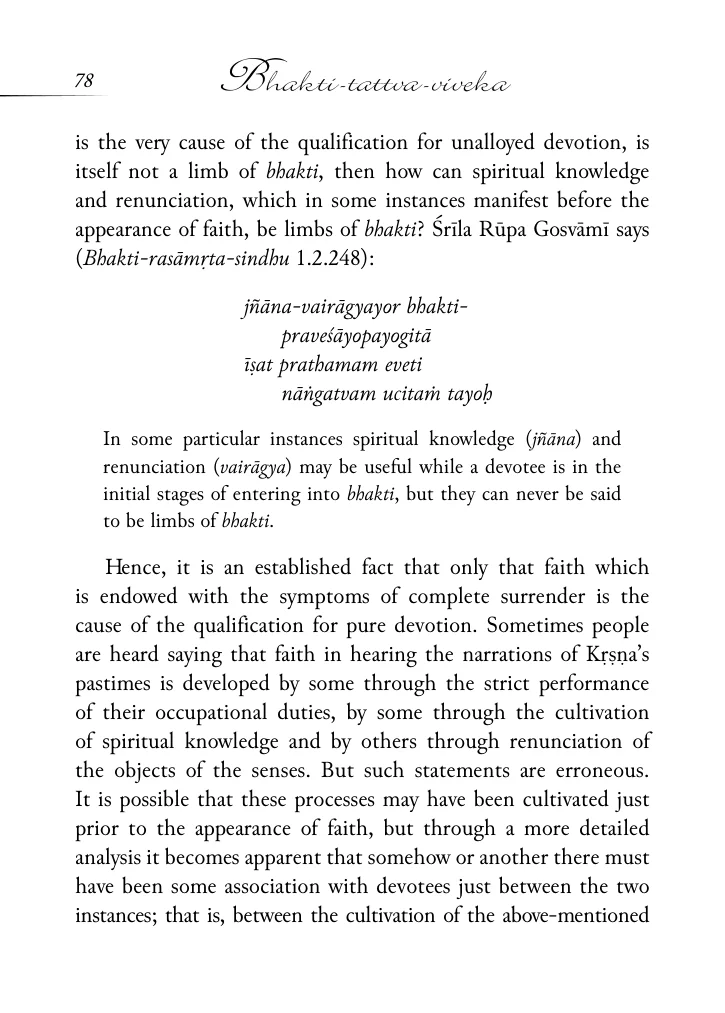 78
Bhakti-tattva-viveka
is the very cause of the qualification for unalloyed devotion, is
itself not a limb of bhakti, then how can spiritual knowledge
and renunciation, which in some instances manifest before the
appearance of faith, be limbs of bhakti? Śrīla Rūpa Gosvāmī says
(Bhakti-rasāmṛta-sindhu 1.2.248):
jñāna-vairāgyayor bhakti-
praveśāyopayogitā
īṣat prathamam eveti
nāṅgatvam ucitaṁ tayoḥ
In some particular instances spiritual knowledge (jñāna) and
renunciation (vairāgya) may be useful while a devotee is in the
initial stages of entering into bhakti, but they can never be said
to be limbs of bhakti.
Hence, it is an established fact that only that faith which
is endowed with the symptoms of complete surrender is the
cause of the qualification for pure devotion. Sometimes people
are heard saying that faith in hearing the narrations of Kṛṣṇa’s
pastimes is developed by some through the strict performance
of their occupational duties, by some through the cultivation
of spiritual knowledge and by others through renunciation of
the objects of the senses. But such statements are erroneous.
It is possible that these processes may have been cultivated just
prior to the appearance of faith, but through a more detailed
analysis it becomes apparent that somehow or another there must
have been some association with devotees just between the two
instances; that is, between the cultivation of the above-mentioned